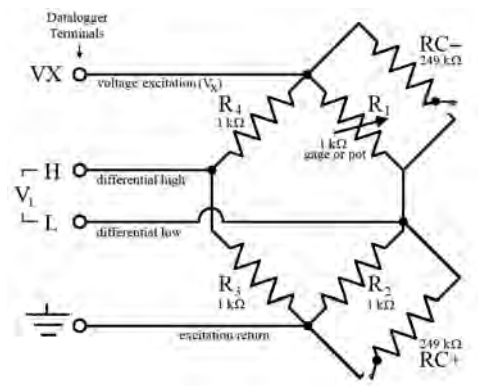 Datalogger
Terminals
VX
voltage excitation (Vx)
RC−
249 kΩ
R4
1 kΩ
R1
1 kΩ
gage or pot
H
differential high
V1
L
differential low
R3
1 kΩ
R2
1 kΩ
excitation return
249 kΩ
RC+